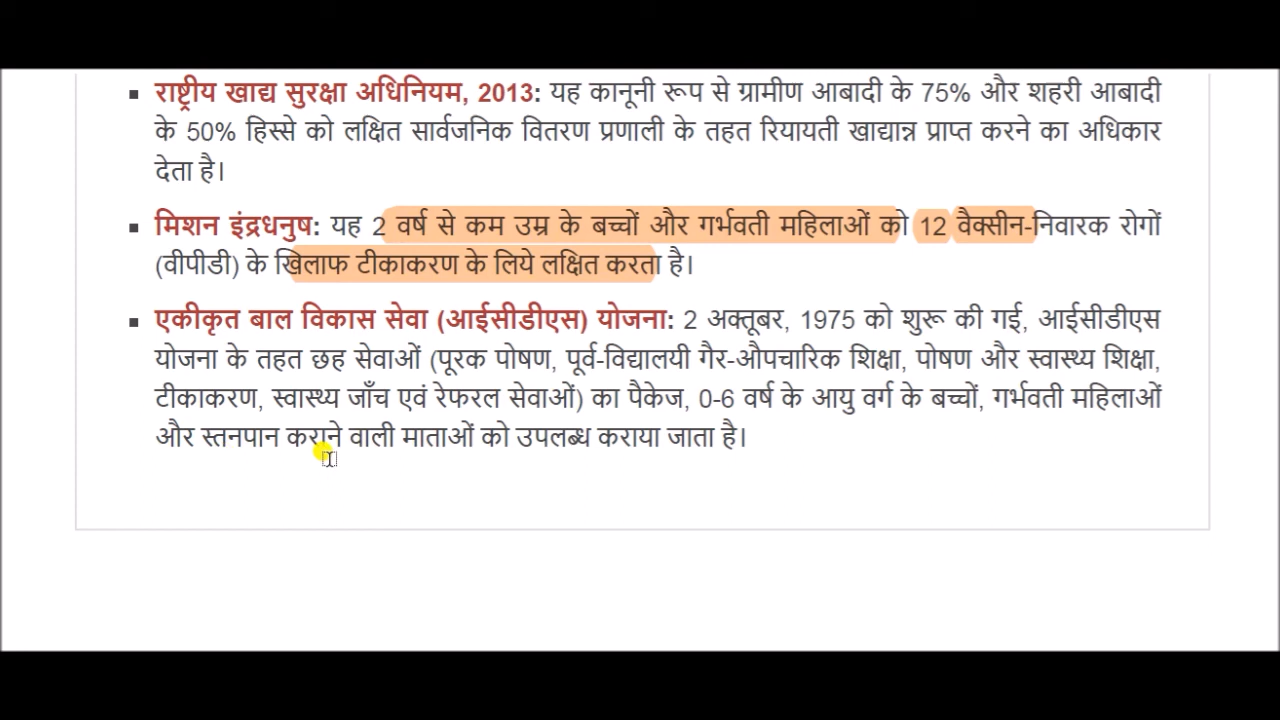 राष्ट्रीय खाद्य सुरक्षा अधिनियम, 2013: यह कानूनी रूप से ग्रामीण आबादी के 75% और शहरी आबादी
के 50% हिस्से को लक्षित सार्वजनिक वितरण प्रणाली के तहत रियायती खाद्यान्न प्राप्त करने का अधिकार
देता है।
मिशन इंद्रधनुष: यह 2 वर्ष से कम उम्र के बच्चों और गर्भवती महिलाओं को 12 वैक्सीन-निवारक रोगों
(वीपीडी) के खिलाफ टीकाकरण के लिये लक्षित करता है।
एकीकृत बाल विकास सेवा (आईसीडीएस) योजना: 2 अक्तूबर, 1975 को शुरू की गई, आईसीडीएस
योजना के तहत छह सेवाओं (पूरक पोषण, पूर्व-विद्यालयी गैर-औपचारिक शिक्षा, पोषण और स्वास्थ्य शिक्षा,
टीकाकरण, स्वास्थ्य जाँच एवं रेफरल सेवाओं) का पैकेज, 0-6 वर्ष के आयु वर्ग के बच्चों, गर्भवती महिलाओं
और स्तनपान कराने वाली माताओं को उपलब्ध कराया जाता है।